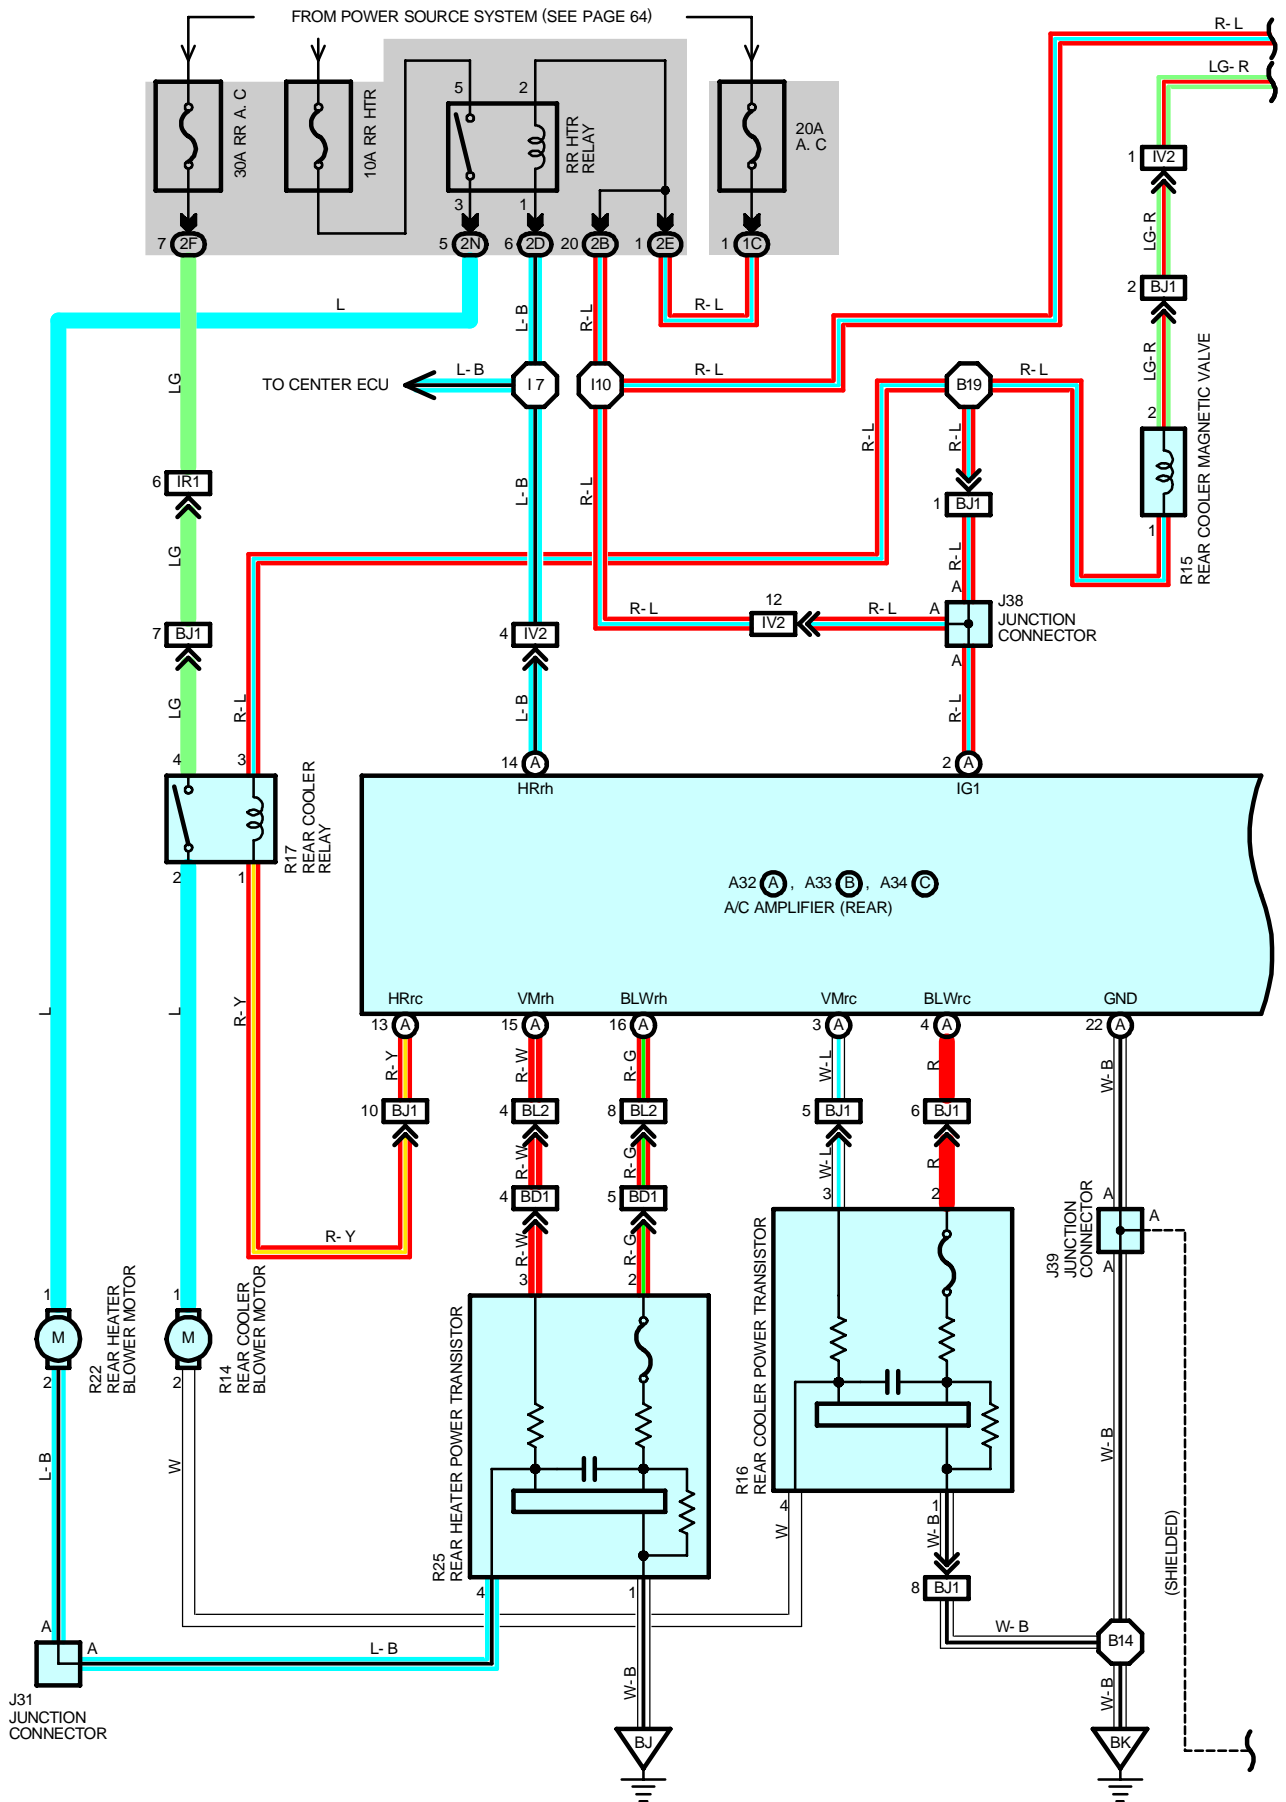 FROM POWER SOURCE SYSTEM (SEE PAGE 64)
R- L
LG- R
30A RR A. C
10A RR HTR
5
2
RR HTR
RELAY
20A
A. C
3
1
7 2F
5 2N
6 2D
20 2B
1 2E
1 1C
1 IV2
LG- R
2 BJ1
L
L- B
R- L
R- L
TO CENTER ECU
L- B
I 7
I10
R- L
B19
R- L
LG- R
2
1
R15
REAR COOLER MAGNETIC VALVE
LG
R- L
R- L
6 IR1
L- B
R- L
1 BJ1
LG
R- L
A
7 BJ1
4 IV2
R- L
12
IV2
R- L
A
J38
JUNCTION
CONNECTOR
A
LG
R- L
L- B
R- L
4
3
14 A
2 A
HRrh
IG1
R17
REAR COOLER
RELAY
2
1
A32 A , A33 B , A34 C
A/C AMPLIFIER (REAR)
L
L
R- Y
HRrc
VMrh
BLWrh
VMrc
BLWrc
GND
13 A
15 A
16 A
3 A
4 A
22 A
R- Y
R- W
R- G
W- L
R
W- B
10 BJ1
4 BL2
8 BL2
5 BJ1
6 BJ1
R- W
R- G
W- L
R
4 BD1
5 BD1
3
2
A
A
J39
JUNCTION
CONNECTOR
A
R- Y
R- W
R- G
3
2
1
M
2
R22
REAR HEATER
BLOWER MOTOR
1
M
2
R14
REAR COOLER
BLOWER MOTOR
R25
REAR HEATER POWER TRANSISTOR
R16
REAR COOLER POWER TRANSISTOR
L- B
W
W- B
4
1
W
W- B
4
1
8 BJ1
(SHIELDED)
A
A
L- B
W- B
B14
J31
JUNCTION
CONNECTOR
W- B
W- B
BJ
BK